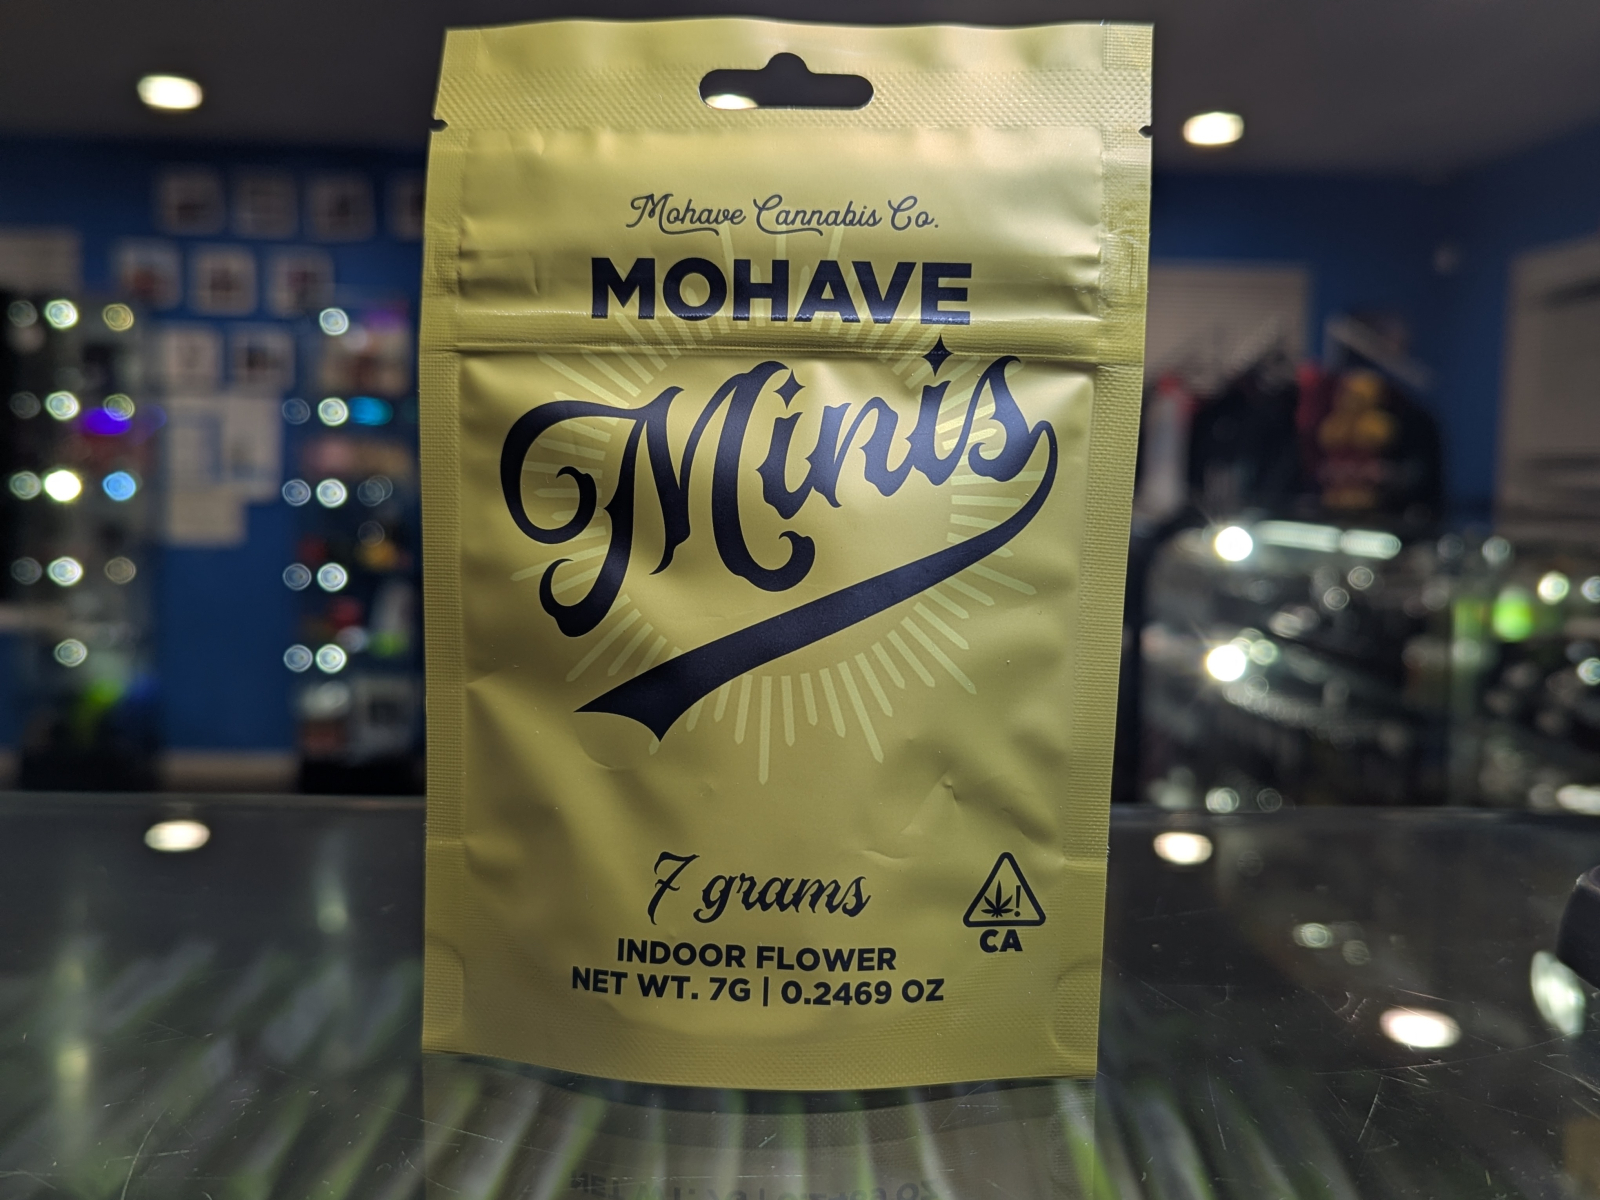 Mohave Cannabis Co.
MOHAVE
Minis
7 grams
INDOOR FLOWER
NET WT. 7G | 0.2469 OZ
!
CA